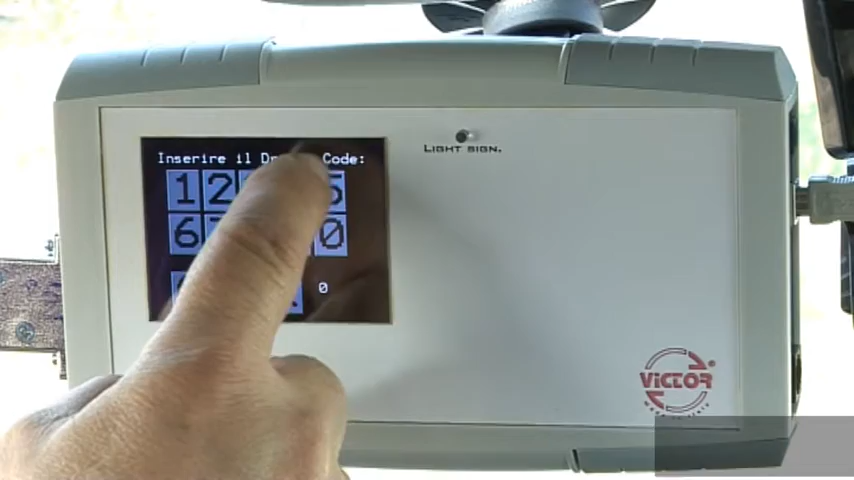 Inserire il Code:
1 2 5
6 0
0
LIGHT SIGN.
VICTOR